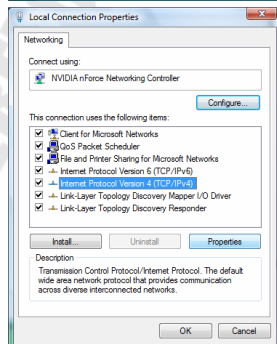 Local Connection Properties
Networking
Connect using:
NVIDIA nForce Networking Controller
Configure...
This connection uses the following items:
Client for Microsoft Networks
QoS Packet Scheduler
File and Printer Sharing for Microsoft Networks
Internet Protocol Version 6 (TCP/IPv6)
Internet Protocol Version 4 (TCP/IPv4)
Link-Layer Topology Discovery Mapper I/O Driver
Link-Layer Topology Discovery Responder
Install...
Uninstall
Properties
Description
Transmission Control Protocol/Internet Protocol. The default
wide area network protocol that provides communication
across diverse interconnected networks.
OK
Cancel